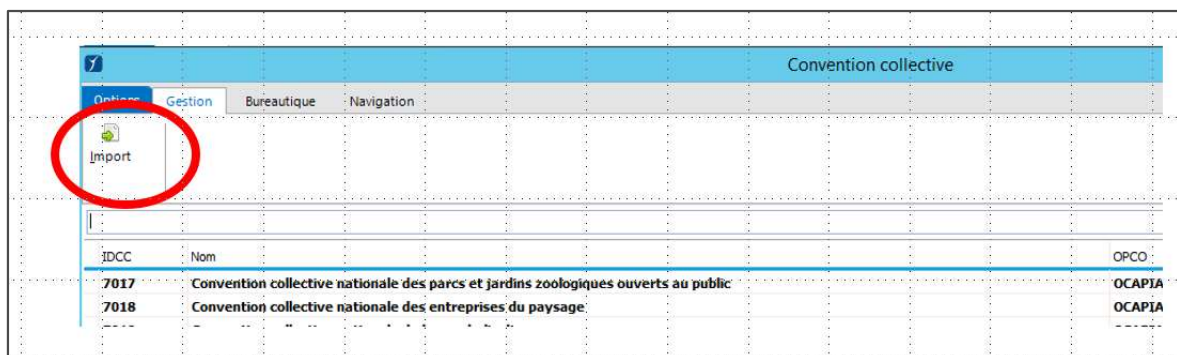 Convention collective
Options Gestion Bureautique Navigation
Import
IDCC Nom OPCO
7017 Convention collective nationale des parcs et jardins zoologiques ouverts au public OCAPIA
7018 Convention collective nationale des entreprises du paysage OCAPIA